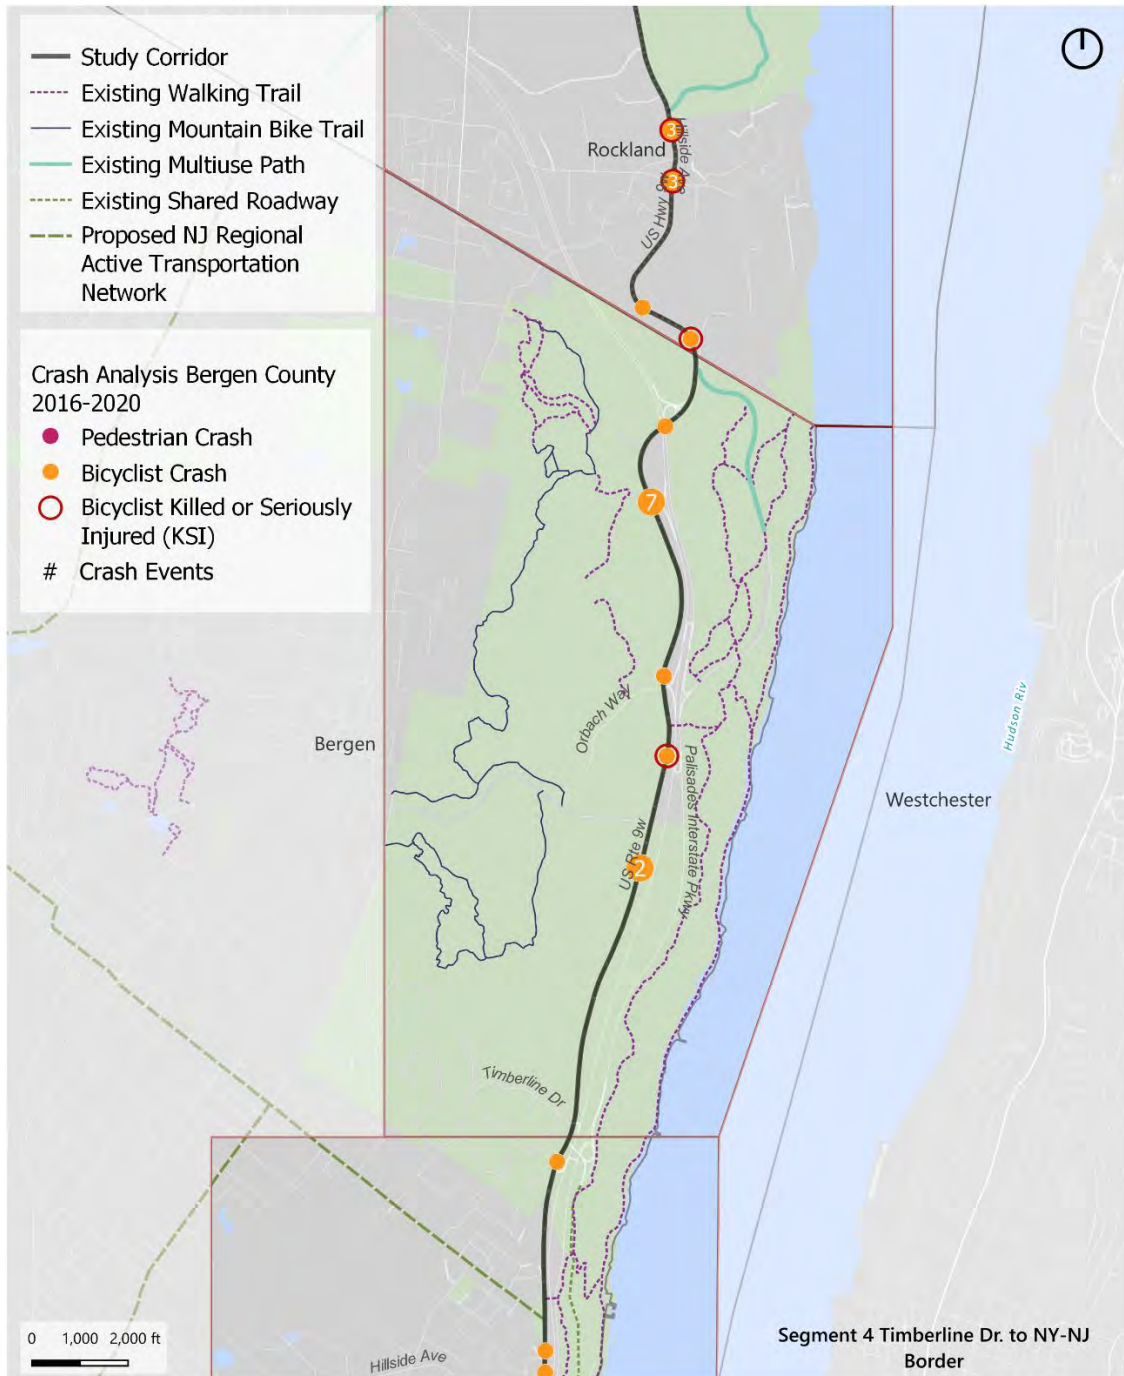 Study Corridor
Existing Walking Trail
Existing Mountain Bike Trail
Existing Multiuse Path
Existing Shared Roadway
Proposed NJ Regional
Active Transportation
Network
Crash Analysis Bergen County
2016-2020
Pedestrian Crash
Bicyclist Crash
Bicyclist Killed or Seriously
Injured (KSI)
# Crash Events
3
Hillside Ave
Rockland
3
US Hwy
7
Orbach Way
Bergen
Palisades Interstate Pkwy
Hudson Riv
Westchester
US Rte 9w
2
Timberline Dr
0 1,000 2,000 ft
Hillside Ave
Segment 4 Timberline Dr. to NY-NJ
Border